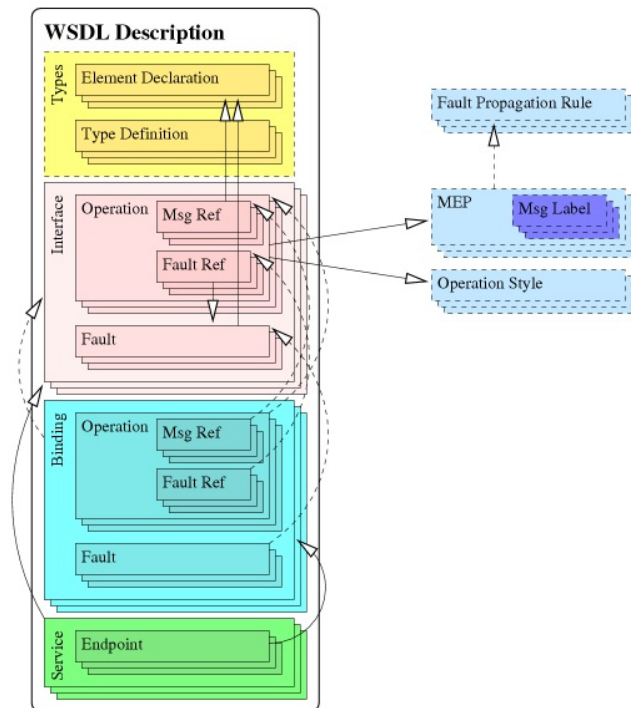 WSDL Description
Types
Element Declaration
Type Definition
Interface
Operation
Msg Ref
Fault Ref
Fault
Binding
Operation
Msg Ref
Fault Ref
Fault
Service
Endpoint
Fault Propagation Rule
MEP
Msg Label
Operation Style